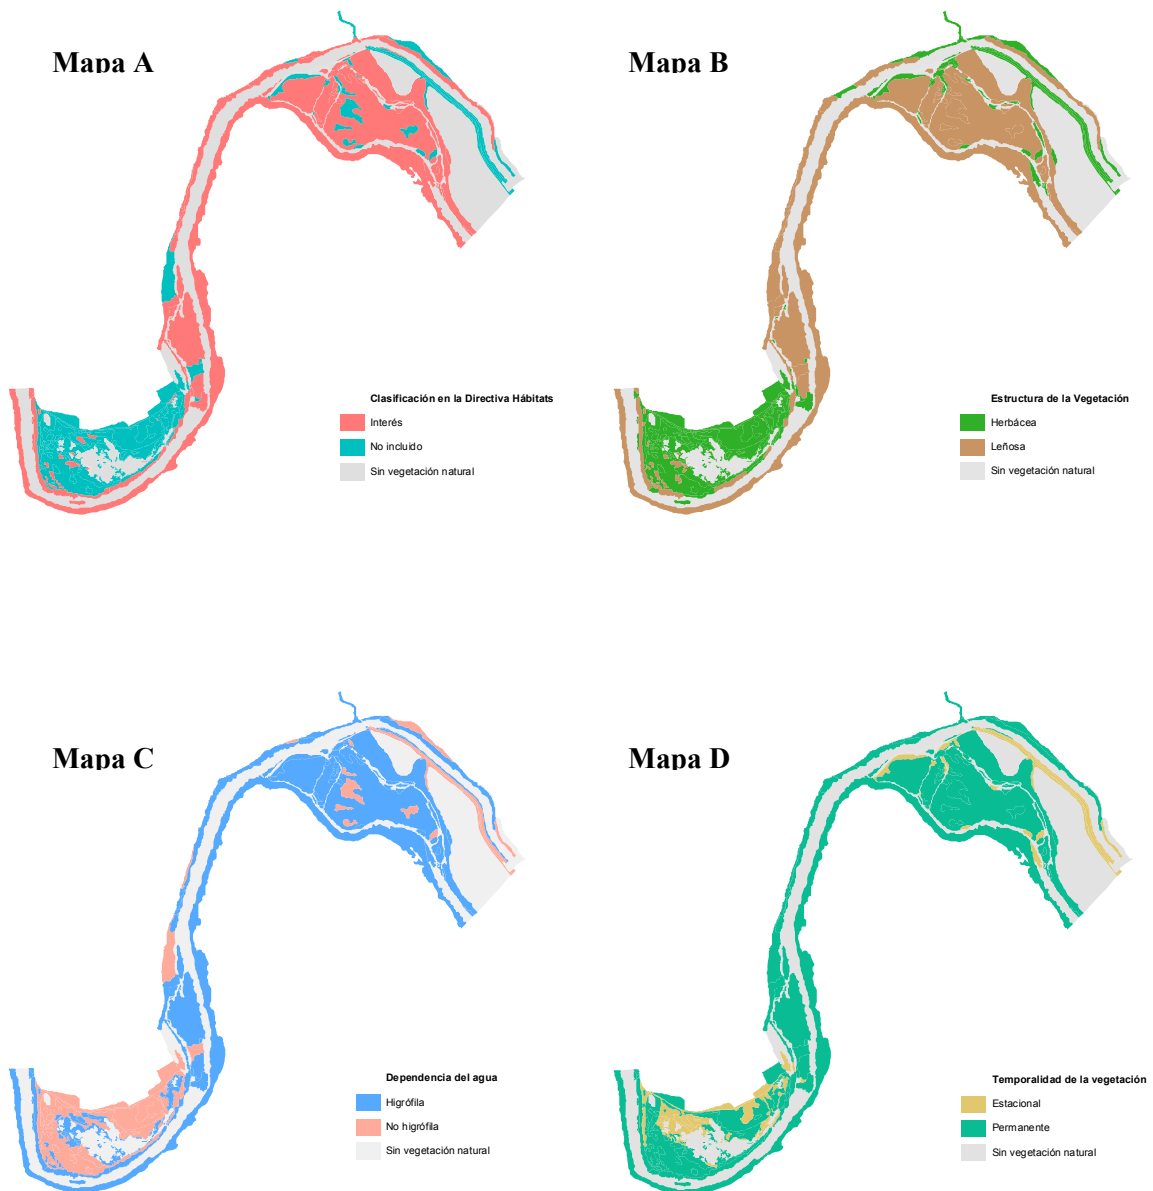 Mapa A
Clasificación en la Directiva Hábitats
Interés
No incluido
Sin vegetación natural
Mapa B
Estructura de la Vegetación
Herbácea
Leñosa
Sin vegetación natural
Mapa C
Dependencia del agua
Higrófila
No higrófila
Sin vegetación natural
Mapa D
Temporalidad de la vegetación
Estacional
Permanente
Sin vegetación natural